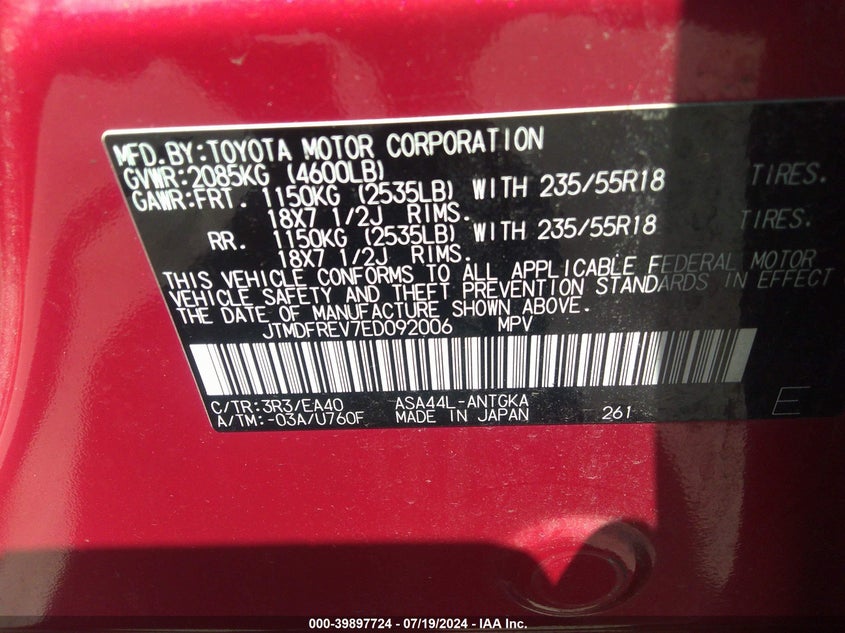 MFD.BY:TOYOTA MOTOR CORPORATION
GVWR:2085KG (4600LB)
GAWR:FRT. 1150KG (2535LB) WITH 235/55R18 TIRES.
18X7 1/2J RIMS.
RR. 1150KG (2535LB) WITH 235/55R18 TIRES.
18X7 1/2J RIMS.
THIS VEHICLE CONFORMS TO ALL APPLICABLE FEDERAL MOTOR
VEHICLE SAFETY AND THEFT PREVENTION STANDARDS IN EFFECT
THE DATE OF MANUFACTURE SHOWN ABOVE.
JTMDFREV7ED092006 MPV
C/TR:3R3/EA40 ASA44L-ANTGKA
A/TM:-03A/U760F MADE IN JAPAN 261 E
000-39897724 - 07/19/2024 - IAA Inc.